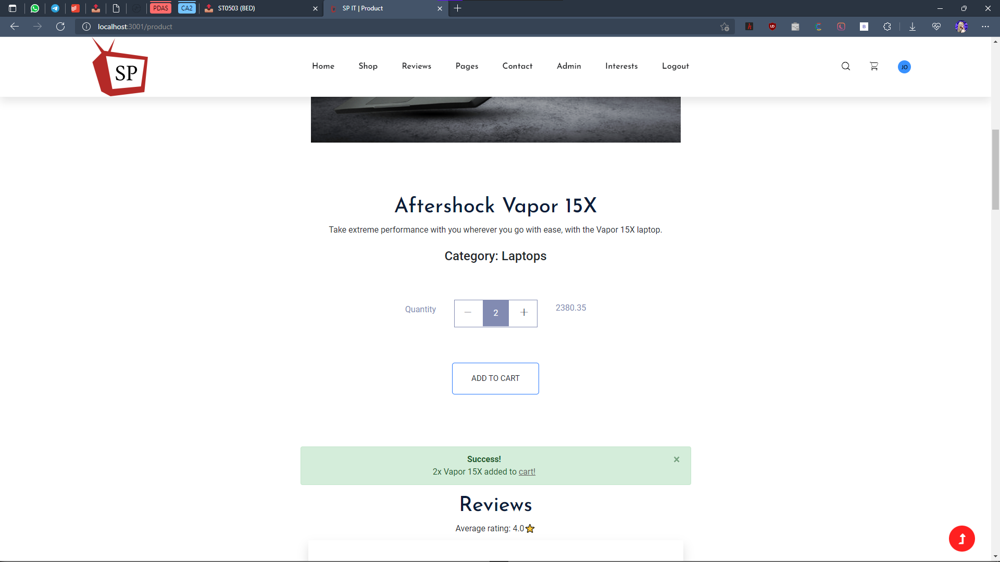 PDAS
CA2
ST0503 (BED)
SP IT | Product
localhost:3001/product
SP
Home
Shop
Reviews
Pages
Contact
Admin
Interests
Logout
JO
Aftershock Vapor 15X
Take extreme performance with you wherever you go with ease, with the Vapor 15X laptop.
Category: Laptops
Quantity
2
2380.35
ADD TO CART
Success!
2x Vapor 15X added to cart!
Reviews
Average rating: 4.0